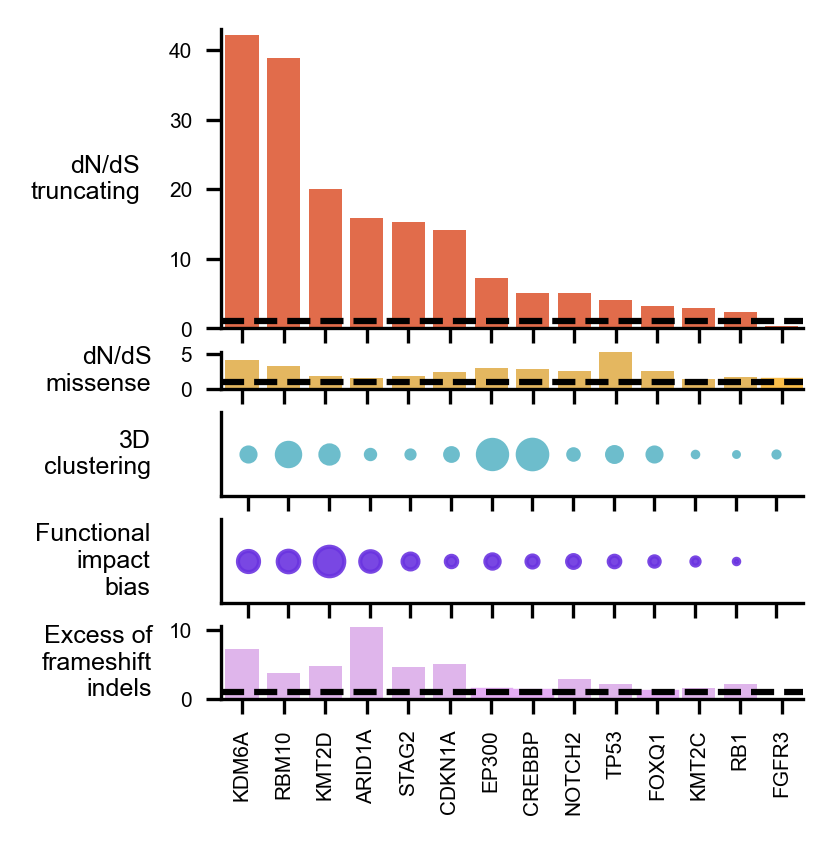 40
30
20
10
0
dN/dS
truncating
5
0
dN/dS
missense
3D
clustering
Functional
impact
bias
10
0
Excess of
frameshift
indels
KDM6A
RBM10
KMT2D
ARID1A
STAG2
CDKN1A
EP300
CREBBP
NOTCH2
TP53
FOXQ1
KMT2C
RB1
FGFR3